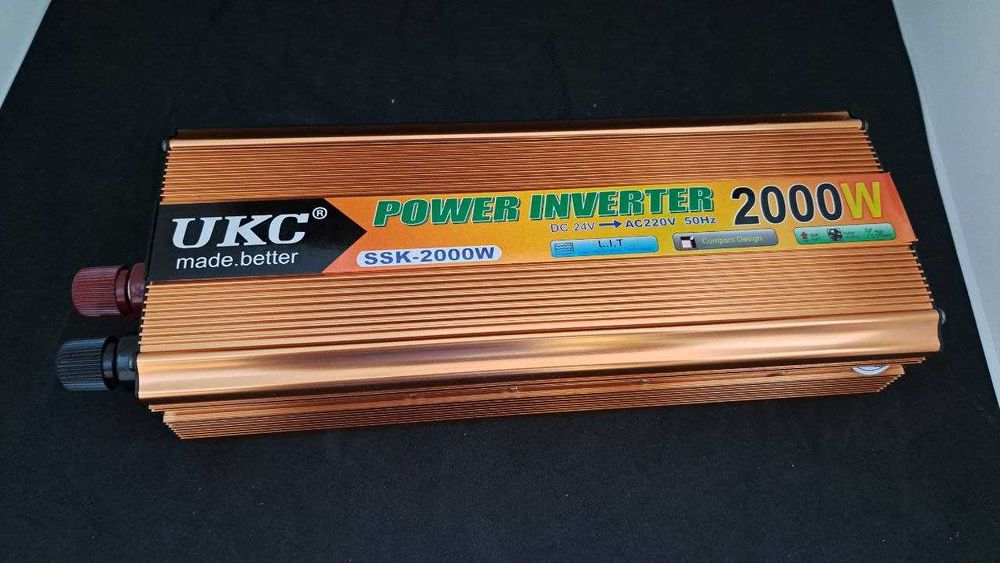 UKC®
made.better
POWER INVERTER
DC 24V → AC220V 50Hz
SSK-2000W
L.I.T
Compact Design
2000W